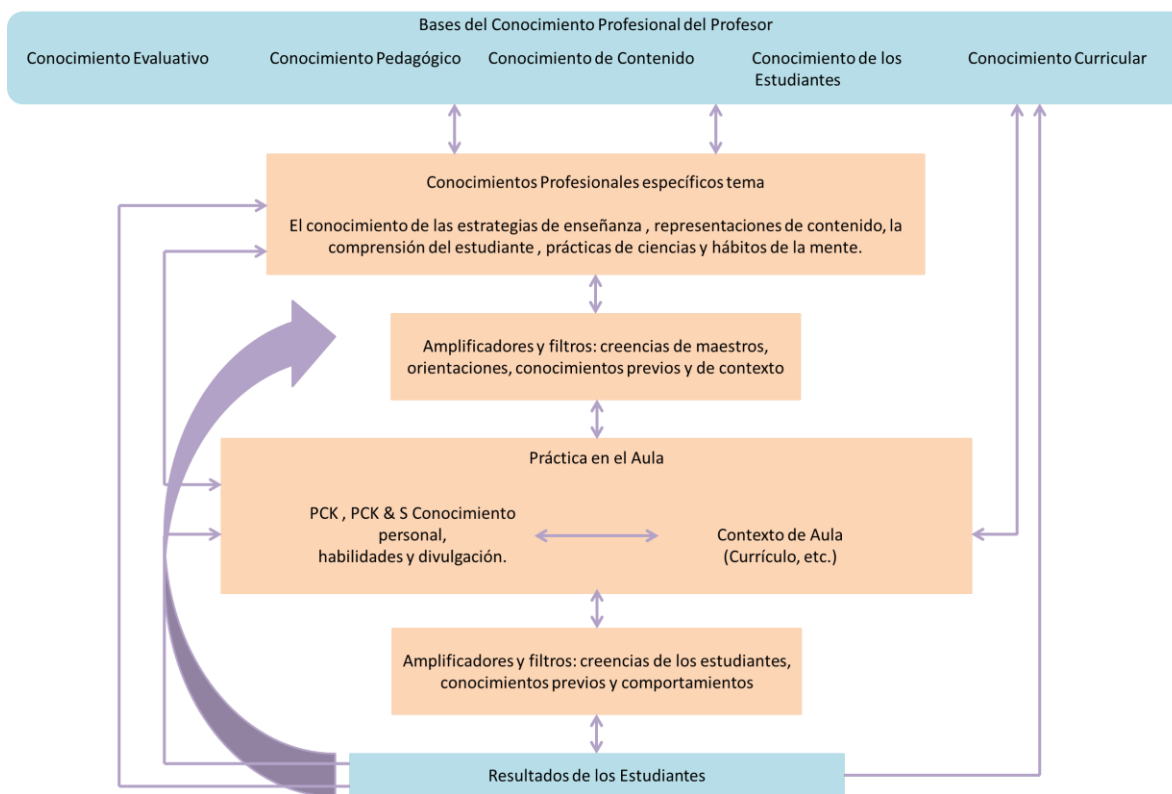 Bases del Conocimiento Profesional del Profesor
Conocimiento Evaluativo
Conocimiento Pedagógico
Conocimiento de Contenido
Conocimiento de los
Estudiantes
Conocimiento Curricular
Conocimientos Profesionales específicos tema
El conocimiento de las estrategias de enseñanza , representaciones de contenido, la
comprensión del estudiante , prácticas de ciencias y hábitos de la mente.
Amplificadores y filtros: creencias de maestros,
orientaciones, conocimientos previos y de contexto
Práctica en el Aula
PCK , PCK & S Conocimiento
personal,
habilidades y divulgación.
Contexto de Aula
(Currículo, etc.)
Amplificadores y filtros: creencias de los estudiantes,
conocimientos previos y comportamientos
Resultados de los Estudiantes